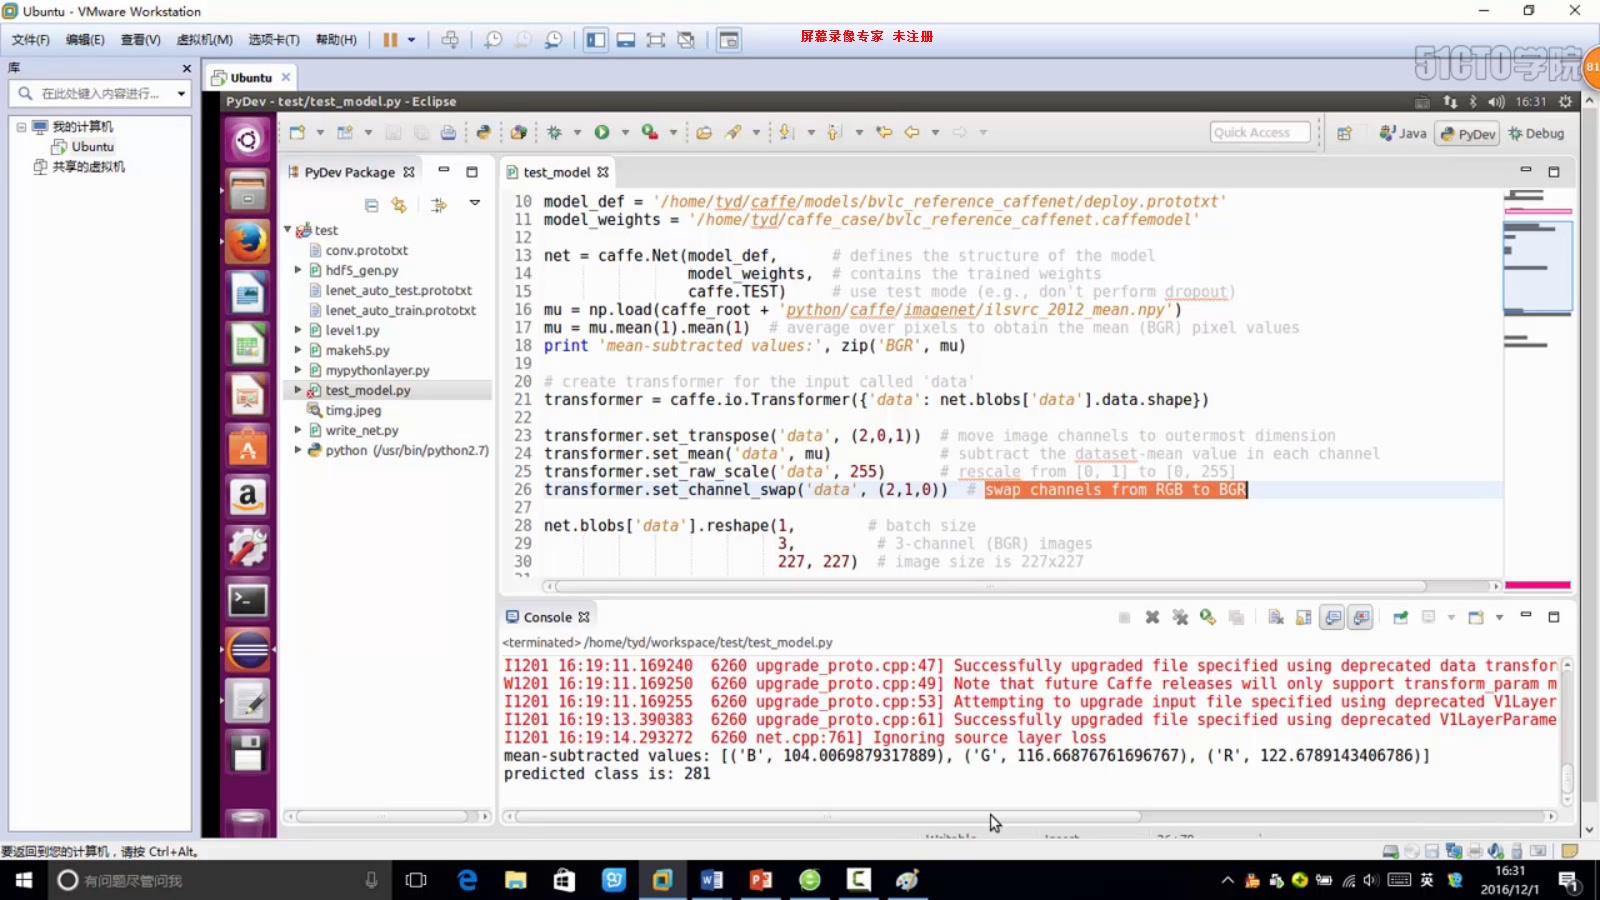 Ubuntu - VMware Workstation
文件(F) 编辑(E) 查看(V) 虚拟机(M) 选项卡(T) 帮助(H)
屏幕录像专家 未注册
51CTO学院
81
库
在此处键入内容进行...
我的计算机
Ubuntu
共享的虚拟机
Ubuntu
PyDev - test/test_model.py - Eclipse
16:31
Quick Access
Java
PyDev
Debug
PyDev Package
test
conv.prototxt
hdf5_gen.py
lenet_auto_test.prototxt
lenet_auto_train.prototxt
level1.py
makeh5.py
mypythonlayer.py
test_model.py
timg.jpeg
write_net.py
python (/usr/bin/python2.7)
test_model
10 model_def = '/home/tyd/caffe/models/bvlc_reference_caffenet/deploy.prototxt'
11 model_weights = '/home/tyd/caffe_case/bvlc_reference_caffenet.caffemodel'
12
13 net = caffe.Net(model_def,      # defines the structure of the model
14                 model_weights,  # contains the trained weights
15                 caffe.TEST)     # use test mode (e.g., don't perform dropout)
16 mu = np.load(caffe_root + 'python/caffe/imagenet/ilsvrc_2012_mean.npy')
17 mu = mu.mean(1).mean(1)  # average over pixels to obtain the mean (BGR) pixel values
18 print 'mean-subtracted values:', zip('BGR', mu)
19
20 # create transformer for the input called 'data'
21 transformer = caffe.io.Transformer({'data': net.blobs['data'].data.shape})
22
23 transformer.set_transpose('data', (2,0,1))  # move image channels to outermost dimension
24 transformer.set_mean('data', mu)            # subtract the dataset-mean value in each channel
25 transformer.set_raw_scale('data', 255)      # rescale from [0, 1] to [0, 255]
26 transformer.set_channel_swap('data', (2,1,0))  # swap channels from RGB to BGR
27
28 net.blobs['data'].reshape(1,        # batch size
29                           3,         # 3-channel (BGR) images
30                           227, 227)  # image size is 227x227
Console
<terminated> /home/tyd/workspace/test/test_model.py
I1201 16:19:11.169240  6260 upgrade_proto.cpp:47] Successfully upgraded file specified using deprecated data transfor
W1201 16:19:11.169250  6260 upgrade_proto.cpp:49] Note that future Caffe releases will only support transform_param m
I1201 16:19:11.169255  6260 upgrade_proto.cpp:53] Attempting to upgrade input file specified using deprecated V1Layer
I1201 16:19:13.390383  6260 upgrade_proto.cpp:61] Successfully upgraded file specified using deprecated V1LayerParame
I1201 16:19:14.293272  6260 net.cpp:761] Ignoring source layer loss
mean-subtracted values: [('B', 104.0069879317889), ('G', 116.66876761696767), ('R', 122.6789143406786)]
predicted class is: 281
要返回到您的计算机，请按 Ctrl+Alt。
有问题尽管问我
英
16:31
2016/12/1
1